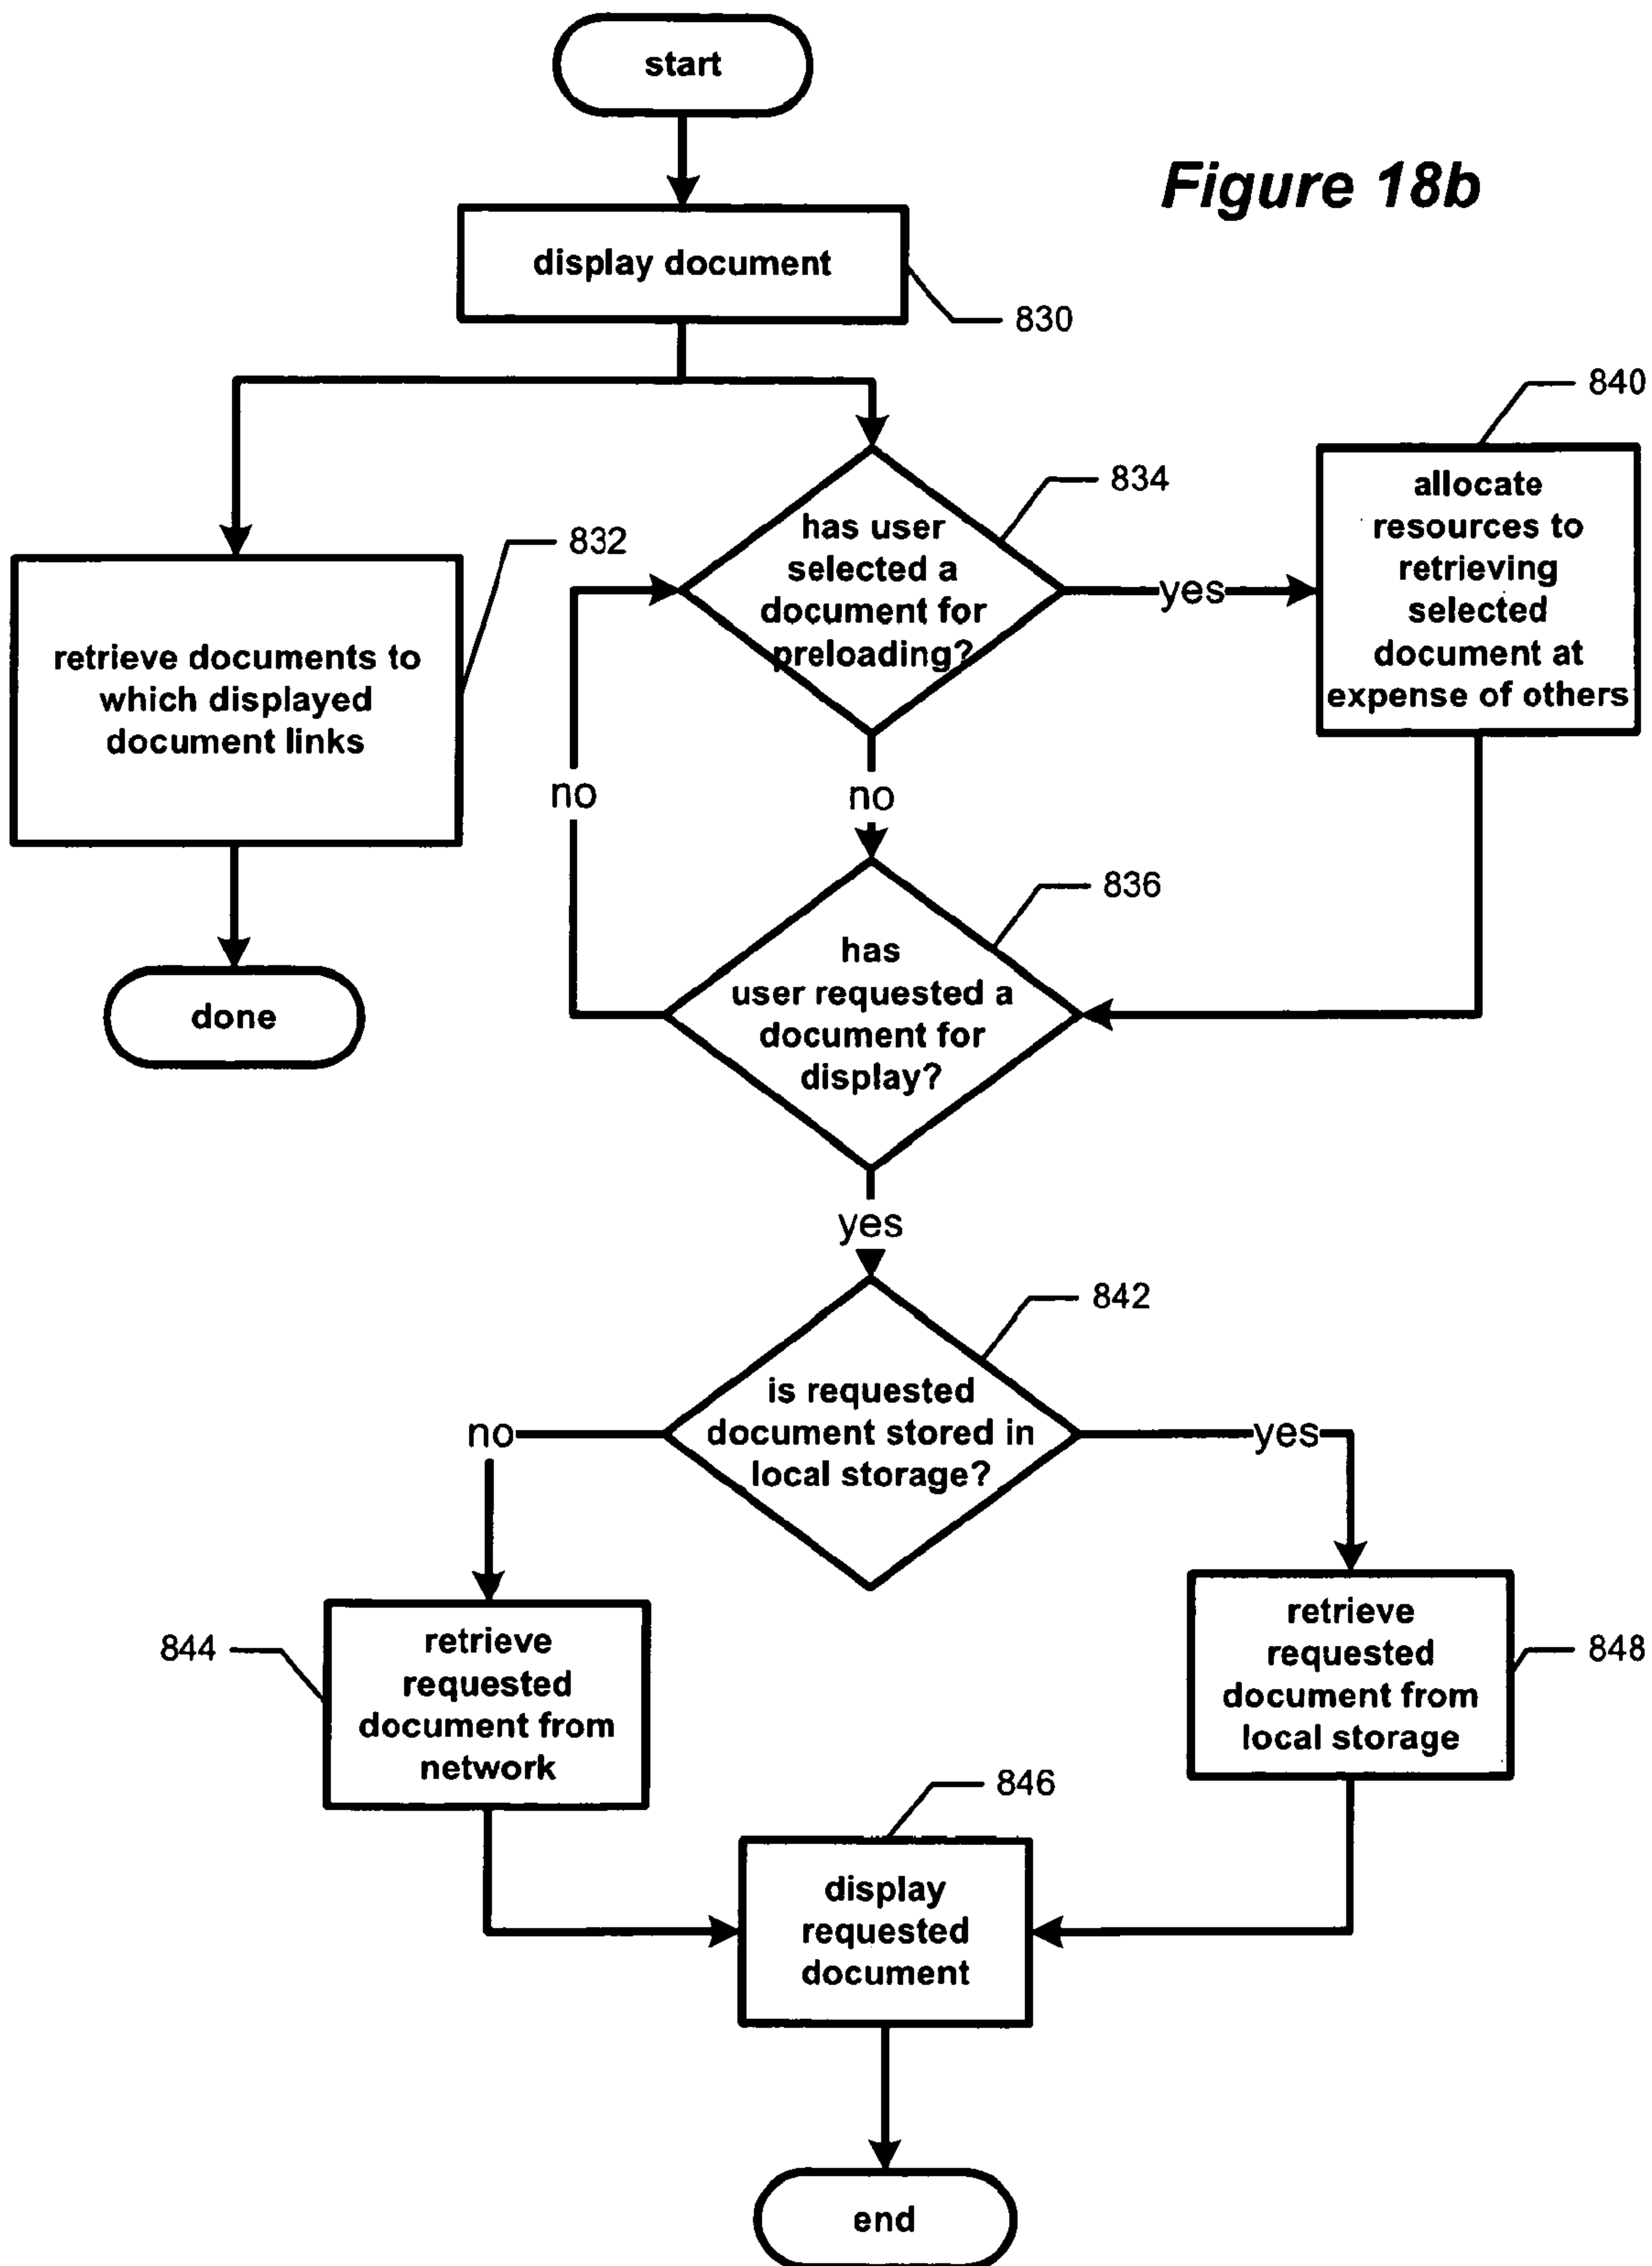 start
Figure 18b
display document
830
840
834
allocate
resources to
retrieving
selected
document at
expense of others
has user
selected a
document for
preloading?
yes
832
retrieve documents to
which displayed
document links
no
no
836
has
user requested a
document for
display?
done
yes
842
is requested
document stored in
local storage?
no
yes
844
retrieve
requested
document from
network
retrieve
requested
document from
local storage
848
846
display
requested
document
end